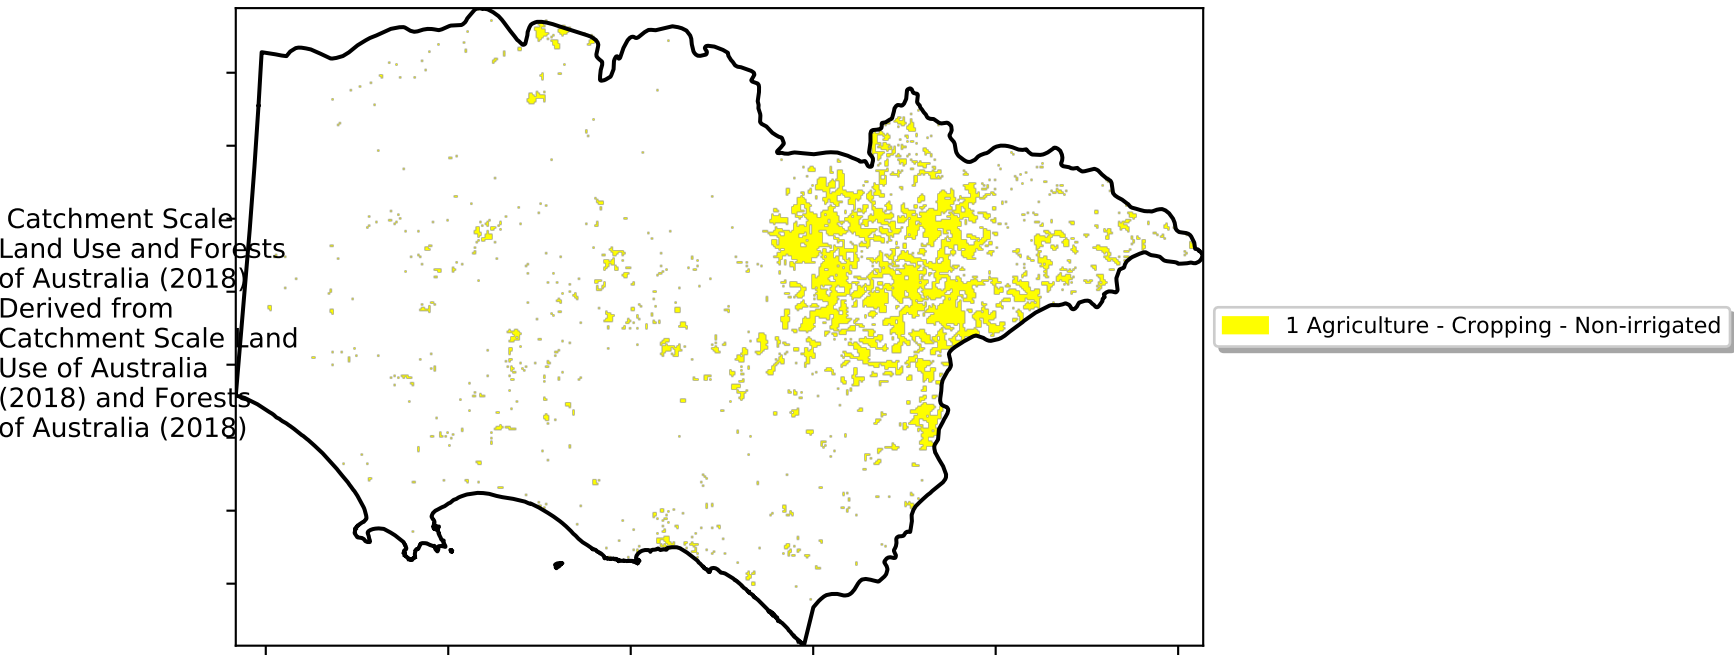 Catchment Scale
Land Use and Forests
of Australia (2018)
Derived from
Catchment Scale Land
Use of Australia
(2018) and Forests
of Australia (2018)
1 Agriculture - Cropping - Non-irrigated